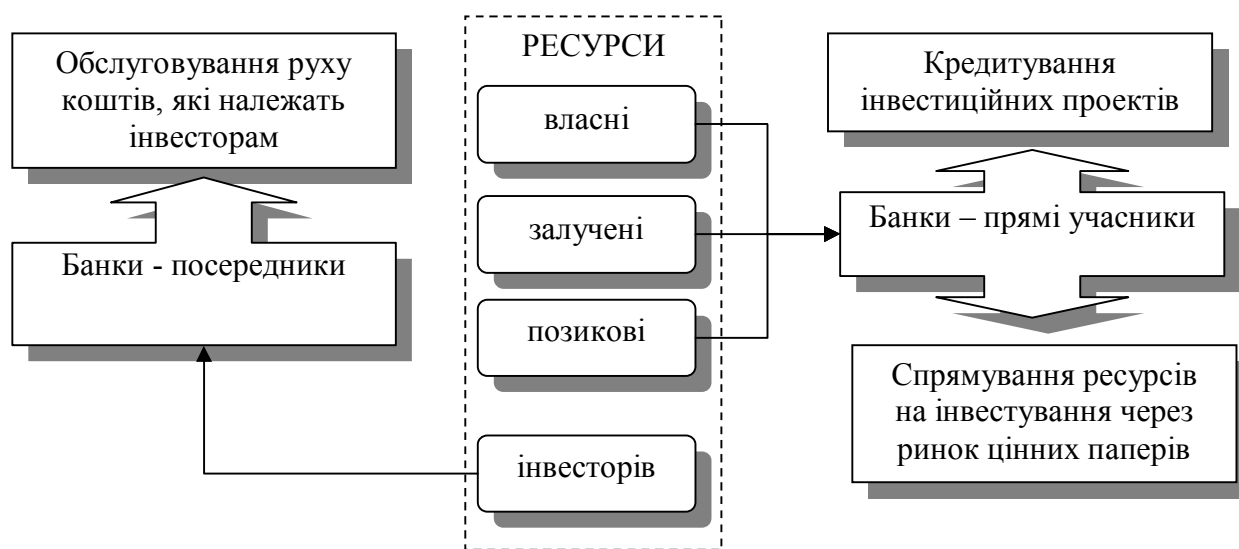 Обслуговування руху
коштів, які належать
інвесторам
Банки - посередники
РЕСУРСИ
власні
залучені
позикові
інвесторів
Кредитування
інвестиційних проектів
Банки – прямі учасники
Спрямування ресурсів
на інвестування через
ринок цінних паперів